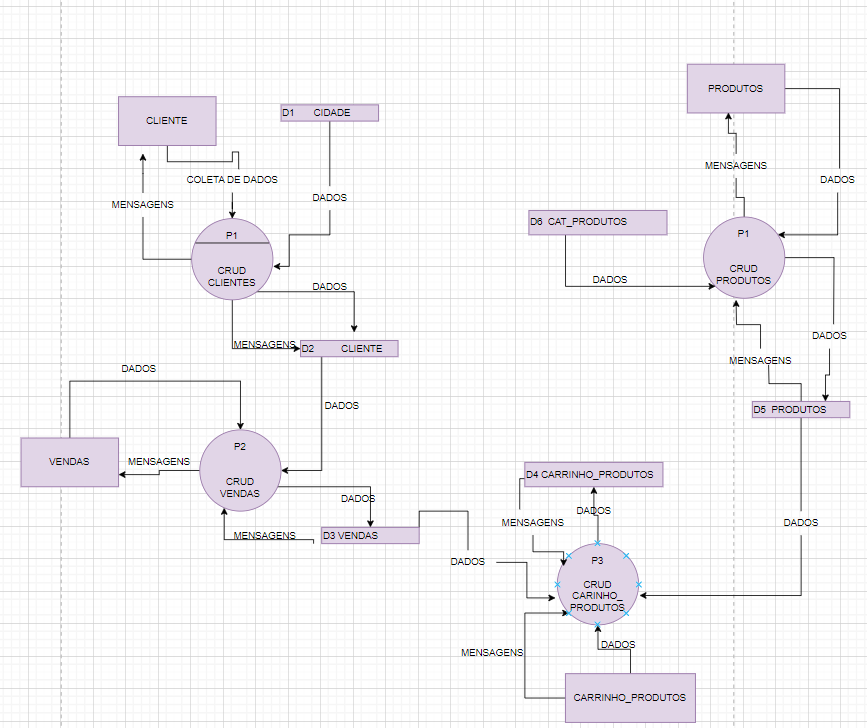 PRODUTOS
CLIENTE
D1 CIDADE
MENSAGENS
COLETA DE DADOS
DADOS
MENSAGENS
DADOS
D6 CAT_PRODUTOS
P1
CRUD
CLIENTES
P1
CRUD
PRODUTOS
DADOS
DADOS
DADOS
MENSAGENS
D2 CLIENTE
MENSAGENS
DADOS
DADOS
D5 PRODUTOS
P2
CRUD
VENDAS
VENDAS
MENSAGENS
D4 CARRINHO_PRODUTOS
DADOS
DADOS
MENSAGENS
DADOS
MENSAGENS
D3 VENDAS
DADOS
P3
CRUD
CARINHO_
PRODUTOS
DADOS
MENSAGENS
CARRINHO_PRODUTOS